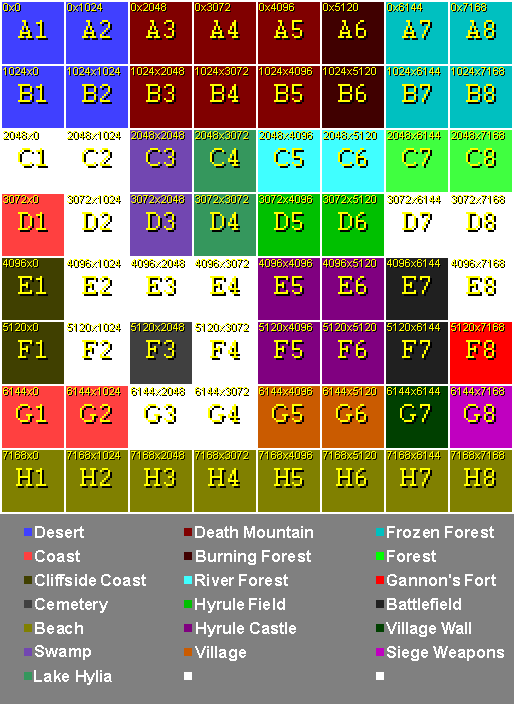 0x0 0x1024 0x2048 0x3072 0x4096 0x5120 0x6144 0x7168
A1 A2 A3 A4 A5 A6 A7 A8
1024x0 1024x1024 1024x2048 1024x3072 1024x4096 1024x5120 1024x6144 1024x7168
B1 B2 B3 B4 B5 B6 B7 B8
2048x0 2048x1024 2048x2048 2048x3072 2048x4096 2048x5120 2048x6144 2048x7168
C1 C2 C3 C4 C5 C6 C7 C8
3072x0 3072x1024 3072x2048 3072x3072 3072x4096 3072x5120 3072x6144 3072x7168
D1 D2 D3 D4 D5 D6 D7 D8
4096x0 4096x1024 4096x2048 4096x3072 4096x4096 4096x5120 4096x6144 4096x7168
E1 E2 E3 E4 E5 E6 E7 E8
5120x0 5120x1024 5120x2048 5120x3072 5120x4096 5120x5120 5120x6144 5120x7168
F1 F2 F3 F4 F5 F6 F7 F8
6144x0 6144x1024 6144x2048 6144x3072 6144x4096 6144x5120 6144x6144 6144x7168
G1 G2 G3 G4 G5 G6 G7 G8
7168x0 7168x1024 7168x2048 7168x3072 7168x4096 7168x5120 7168x6144 7168x7168
H1 H2 H3 H4 H5 H6 H7 H8
Desert Death Mountain Frozen Forest
Coast Burning Forest Forest
Cliffside Coast River Forest Gannon's Fort
Cemetery Hyrule Field Battlefield
Beach Hyrule Castle Village Wall
Swamp Village Siege Weapons
Lake Hylia